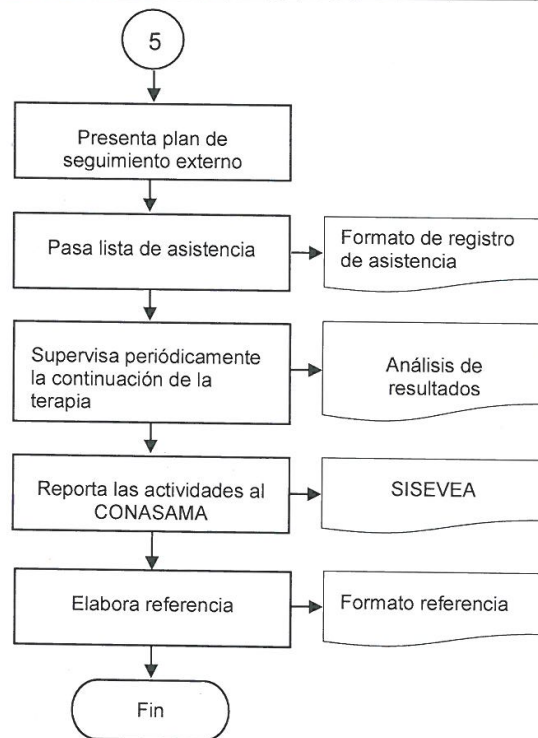 5
Presenta plan de
seguimiento externo
Pasa lista de asistencia
Formato de registro
de asistencia
Supervisa periódicamente
la continuación de la
terapia
Análisis de
resultados
Reporta las actividades al
CONASAMA
SISEVEA
Elabora referencia
Formato referencia
Fin